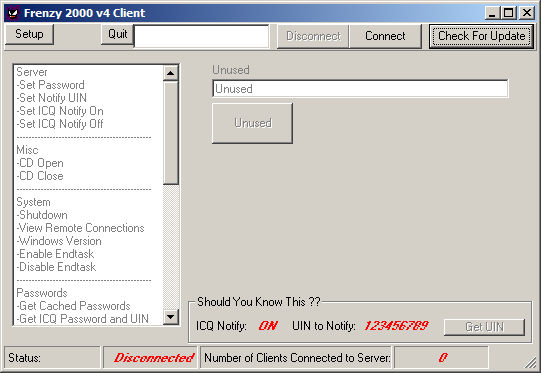 Frenzy 2000 v4 Client
Setup Quit Disconnect Connect Check For Update
Server
-Set Password
-Set Notify UIN
-Set ICQ Notify On
-Set ICQ Notify Off
Misc
-CD Open
-CD Close
System
-Shutdown
-View Remote Connections
-Windows Version
-Enable Endtask
-Disable Endtask
Passwords
-Get Cached Passwords
-Get ICQ Password and UIN
Unused
Unused
Unused
Should You Know This ??
ICQ Notify: ON UIN to Notify: 123456789 Get UIN
Status: Disconnected Number of Clients Connected to Server: 0